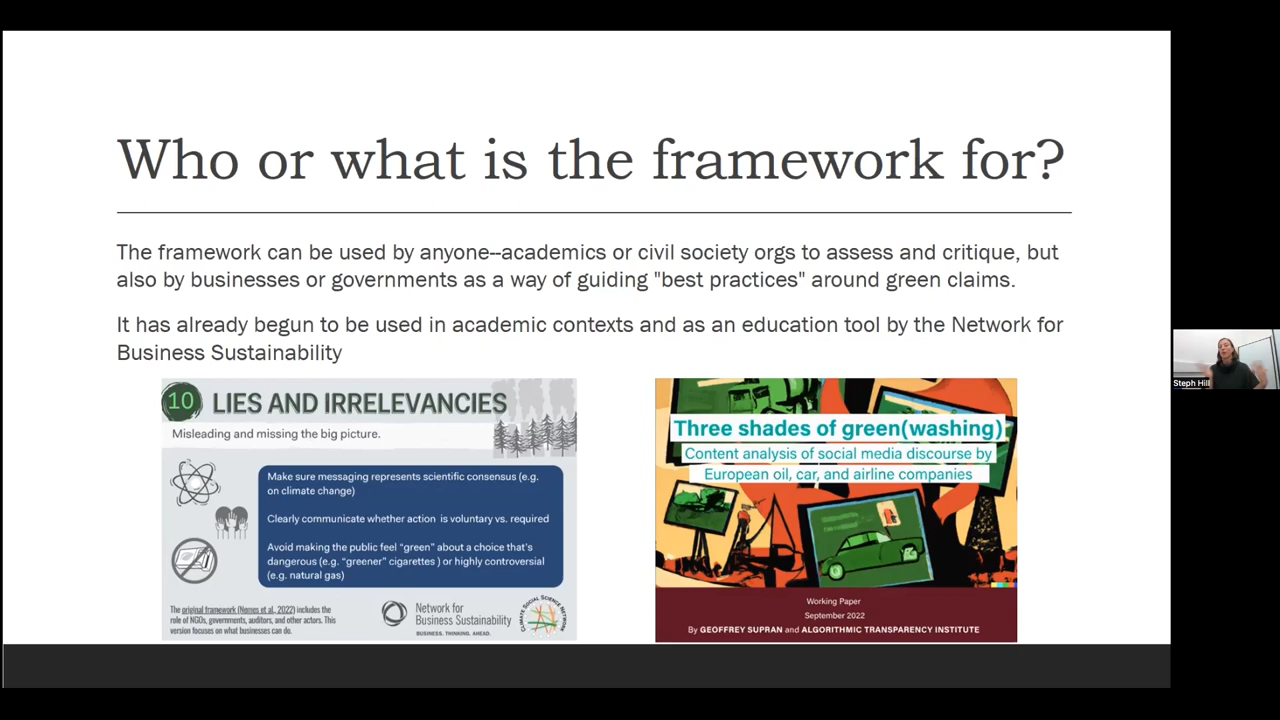 Who or what is the framework for?
The framework can be used by anyone--academics or civil society orgs to assess and critique, but
also by businesses or governments as a way of guiding "best practices" around green claims.
It has already begun to be used in academic contexts and as an education tool by the Network for
Business Sustainability
10 LIES AND IRRELEVANCIES
Misleading and missing the big picture.
Make sure messaging represents scientific consensus (e.g.
on climate change)
Clearly communicate whether action is voluntary vs. required
Avoid making the public feel "green" about a choice that's
dangerous (e.g. "greener" cigarettes ) or highly controversial
(e.g. natural gas)
The original framework (Nemes et al., 2022) includes the
role of NGOs, governments, auditors, and other actors. This
version focuses on what businesses can do.
Network for
Business Sustainability
BUSINESS. THINKING. AHEAD.
CLIMATE SOCIAL SCIENCE NETWORK
Three shades of green(washing)
Content analysis of social media discourse by
European oil, car, and airline companies
Working Paper
September 2022
By GEOFFREY SUPRAN and ALGORITHMIC TRANSPARENCY INSTITUTE
Steph Hill